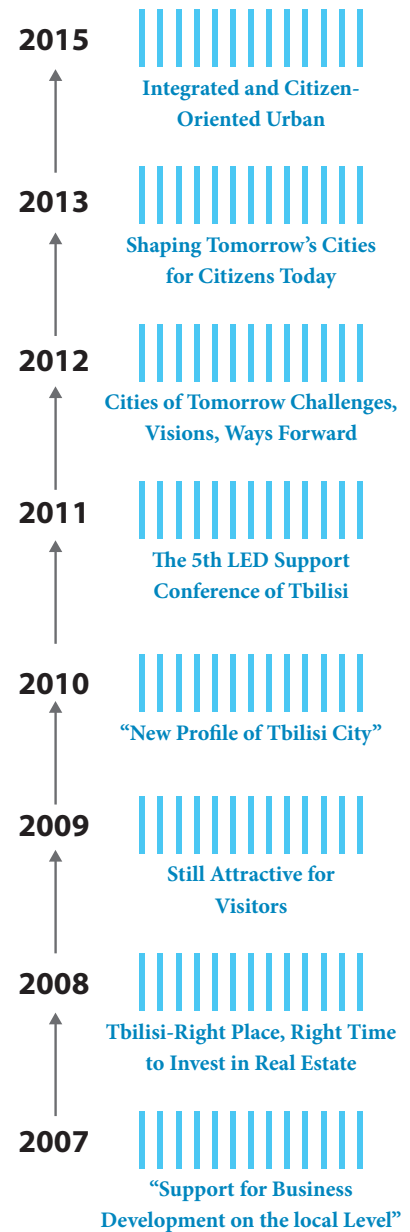 2015
Integrated and Citizen-
Oriented Urban
2013
Shaping Tomorrow’s Cities
for Citizens Today
2012
Cities of Tomorrow Challenges,
Visions, Ways Forward
2011
The 5th LED Support
Conference of Tbilisi
2010
“New Profile of Tbilisi City”
2009
Still Attractive for
Visitors
2008
Tbilisi-Right Place, Right Time
to Invest in Real Estate
2007
“Support for Business
Development on the local Level”